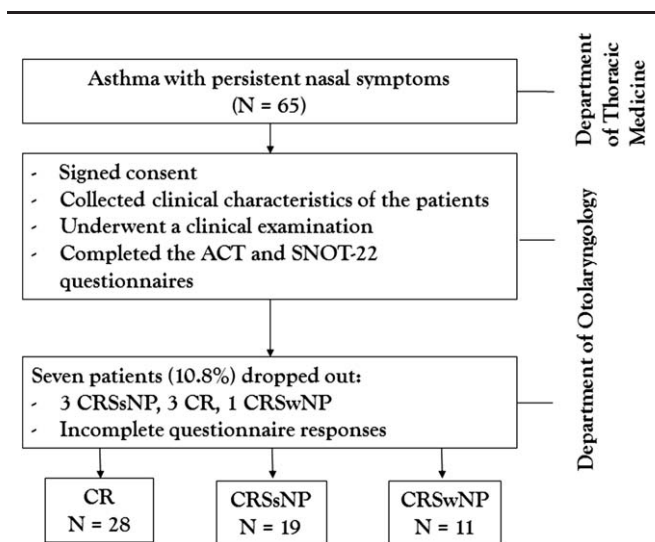 Asthma with persistent nasal symptoms
(N = 65)
Department
of Thoracic
Medicine
- Signed consent
- Collected clinical characteristics of the patients
- Underwent a clinical examination
- Completed the ACT and SNOT-22
questionnaires
Department of Otolaryngology
Seven patients (10.8%) dropped out:
- 3 CRSsNP, 3 CR, 1 CRSwNP
- Incomplete questionnaire responses
CR
N = 28
CRSsNP
N = 19
CRSwNP
N = 11